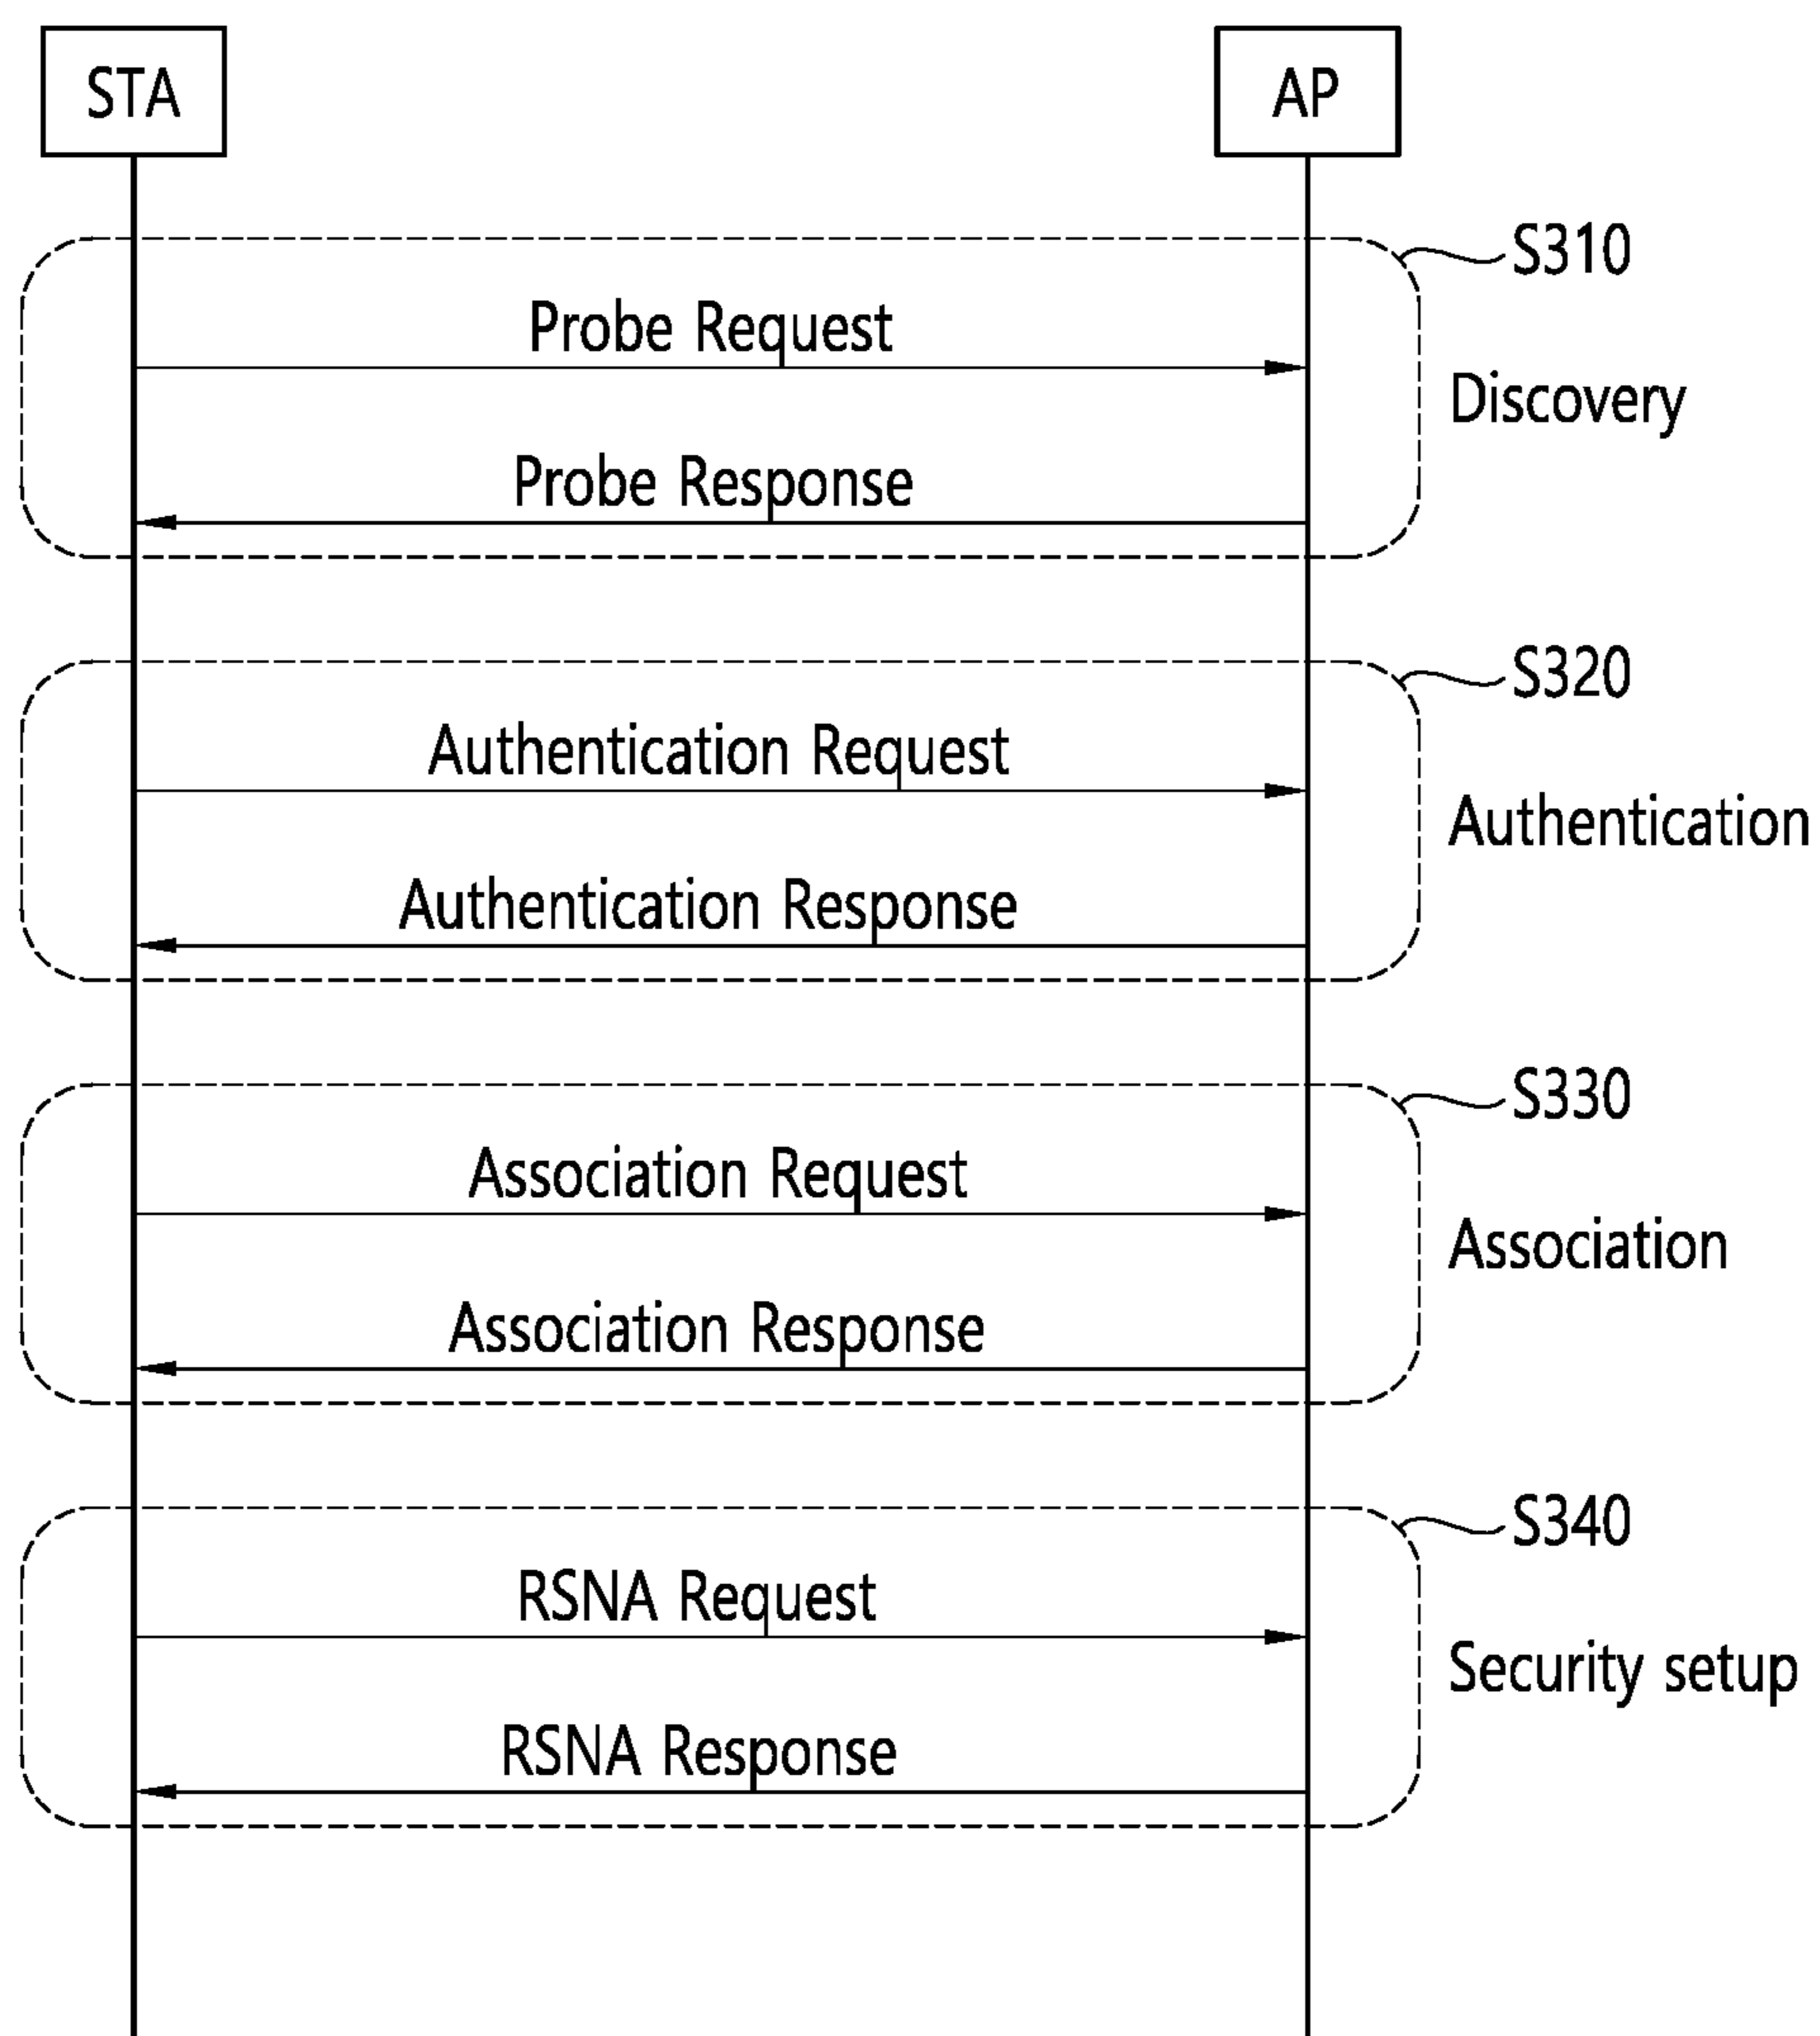 STA
AP
S310
Probe Request
Discovery
Probe Response
S320
Authentication Request
Authentication
Authentication Response
S330
Association Request
Association
Association Response
S340
RSNA Request
Security setup
RSNA Response